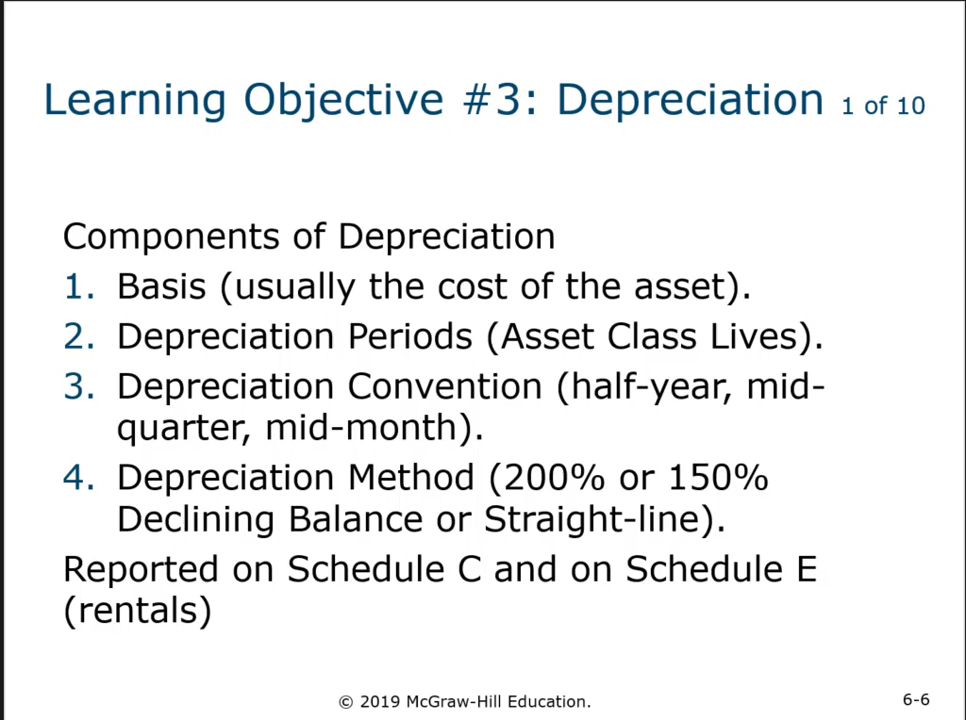 Learning Objective #3: Depreciation 1 of 10
Components of Depreciation
1. Basis (usually the cost of the asset).
2. Depreciation Periods (Asset Class Lives).
3. Depreciation Convention (half-year, mid-
quarter, mid-month).
4. Depreciation Method (200% or 150%
Declining Balance or Straight-line).
Reported on Schedule C and on Schedule E
(rentals)
© 2019 McGraw-Hill Education.
6-6